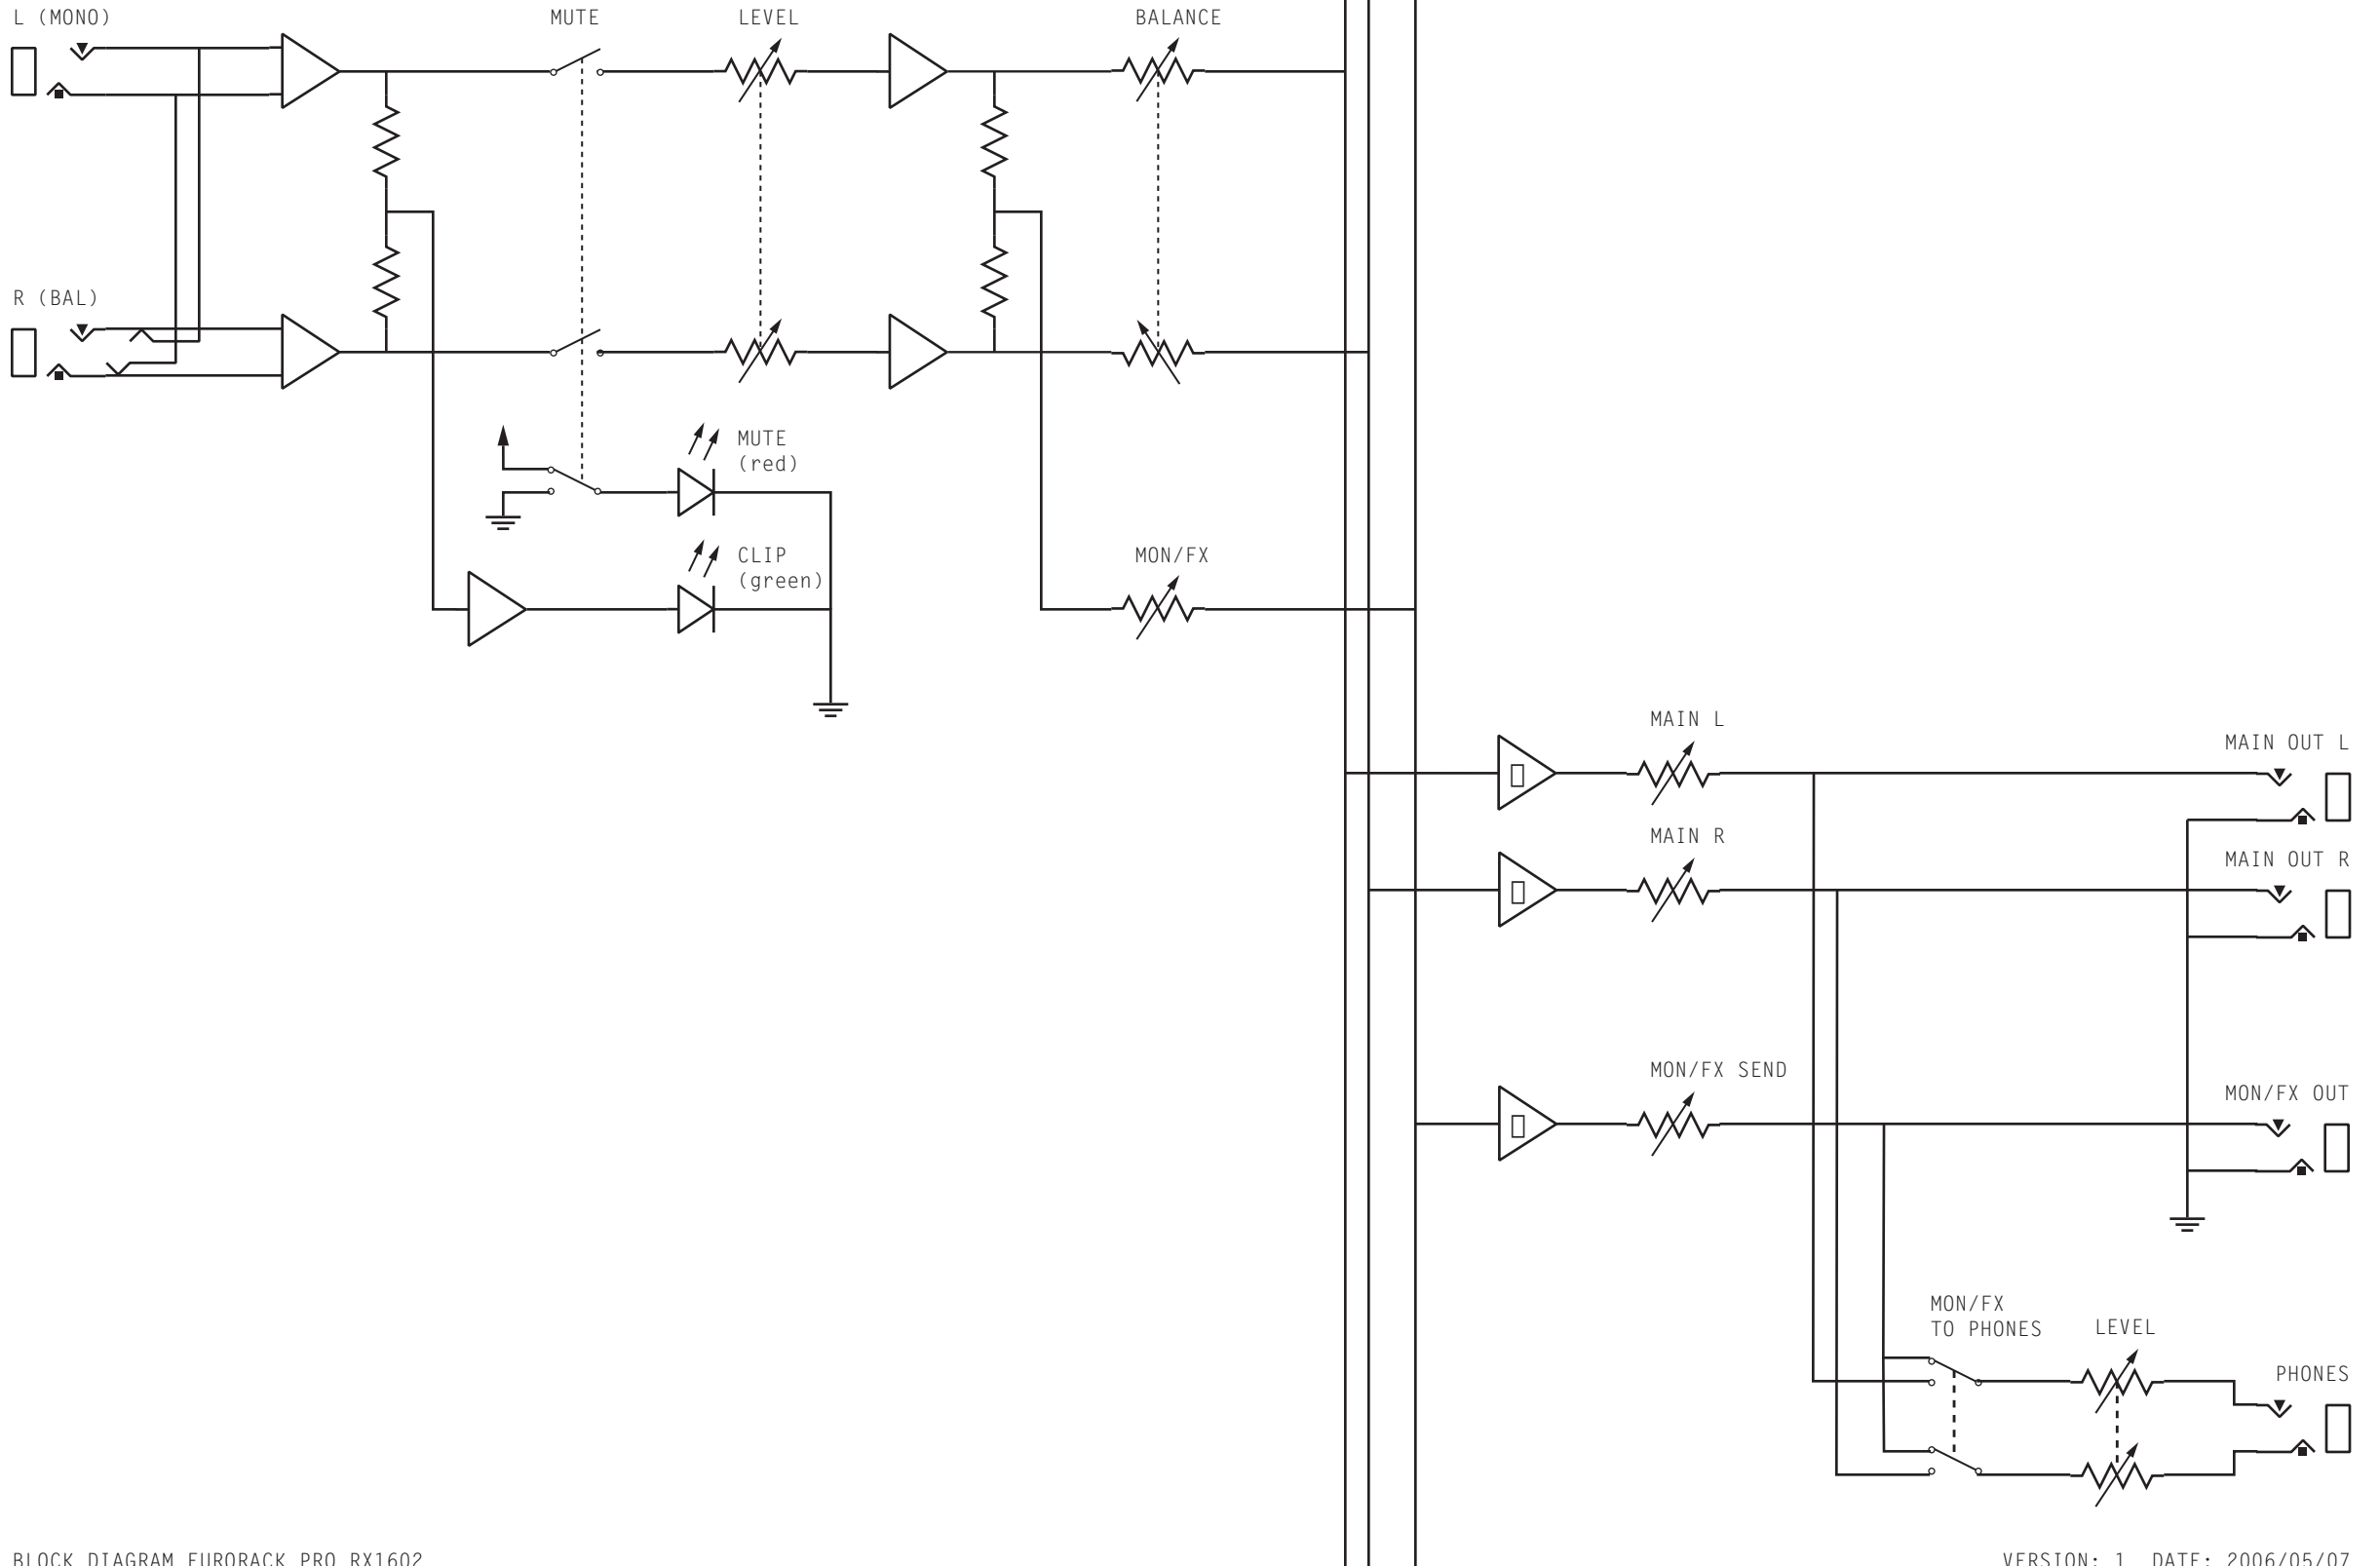 L (MONO)
MUTE
LEVEL
BALANCE
R (BAL)
MUTE
(red)
CLIP
(green)
MON/FX
MAIN L
MAIN OUT L
MAIN R
MAIN OUT R
MON/FX SEND
MON/FX OUT
MON/FX
TO PHONES
LEVEL
PHONES
BLOCK DIAGRAM EURORACK PRO RX1602
VERSION: 1 DATE: 2006/05/07